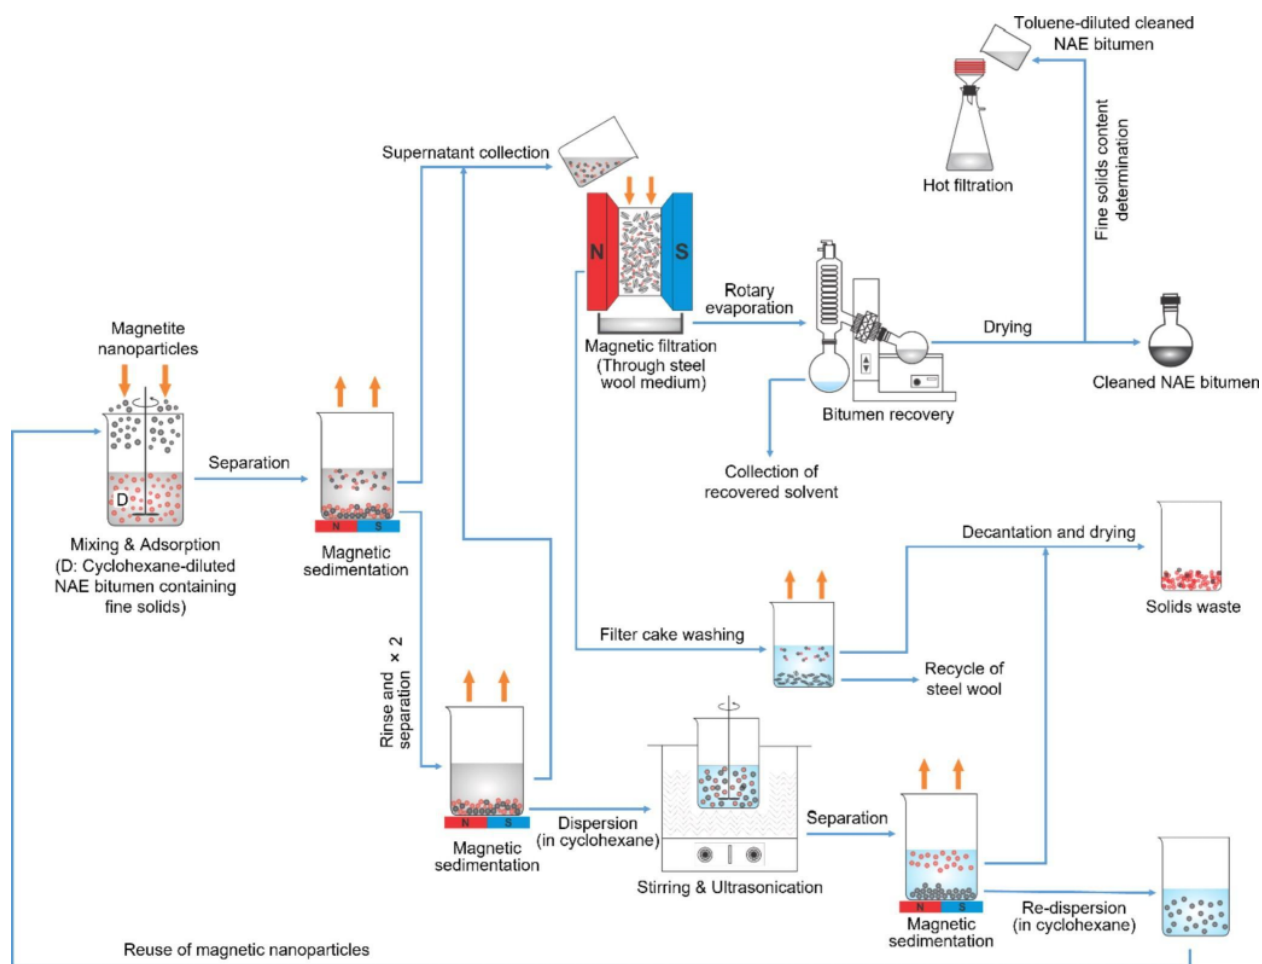 Toluene-diluted cleaned
NAE bitumen
Fine solids content
determination
Hot filtration
Supernatant collection
N
S
Rotary
evaporation
Magnetic filtration
(Through steel
wool medium)
Drying
Cleaned NAE bitumen
Bitumen recovery
Collection of
recovered solvent
Magnetite
nanoparticles
D
Mixing & Adsorption
(D: Cyclohexane-diluted
NAE bitumen containing
fine solids)
Separation
N
S
Magnetic
sedimentation
Rinse and
separation × 2
Decantation and drying
Solids waste
Filter cake washing
Recycle of
steel wool
N
S
Magnetic
sedimentation
Dispersion
(in cyclohexane)
Stirring & Ultrasonication
Separation
N
S
Magnetic
sedimentation
Re-dispersion
(in cyclohexane)
Reuse of magnetic nanoparticles